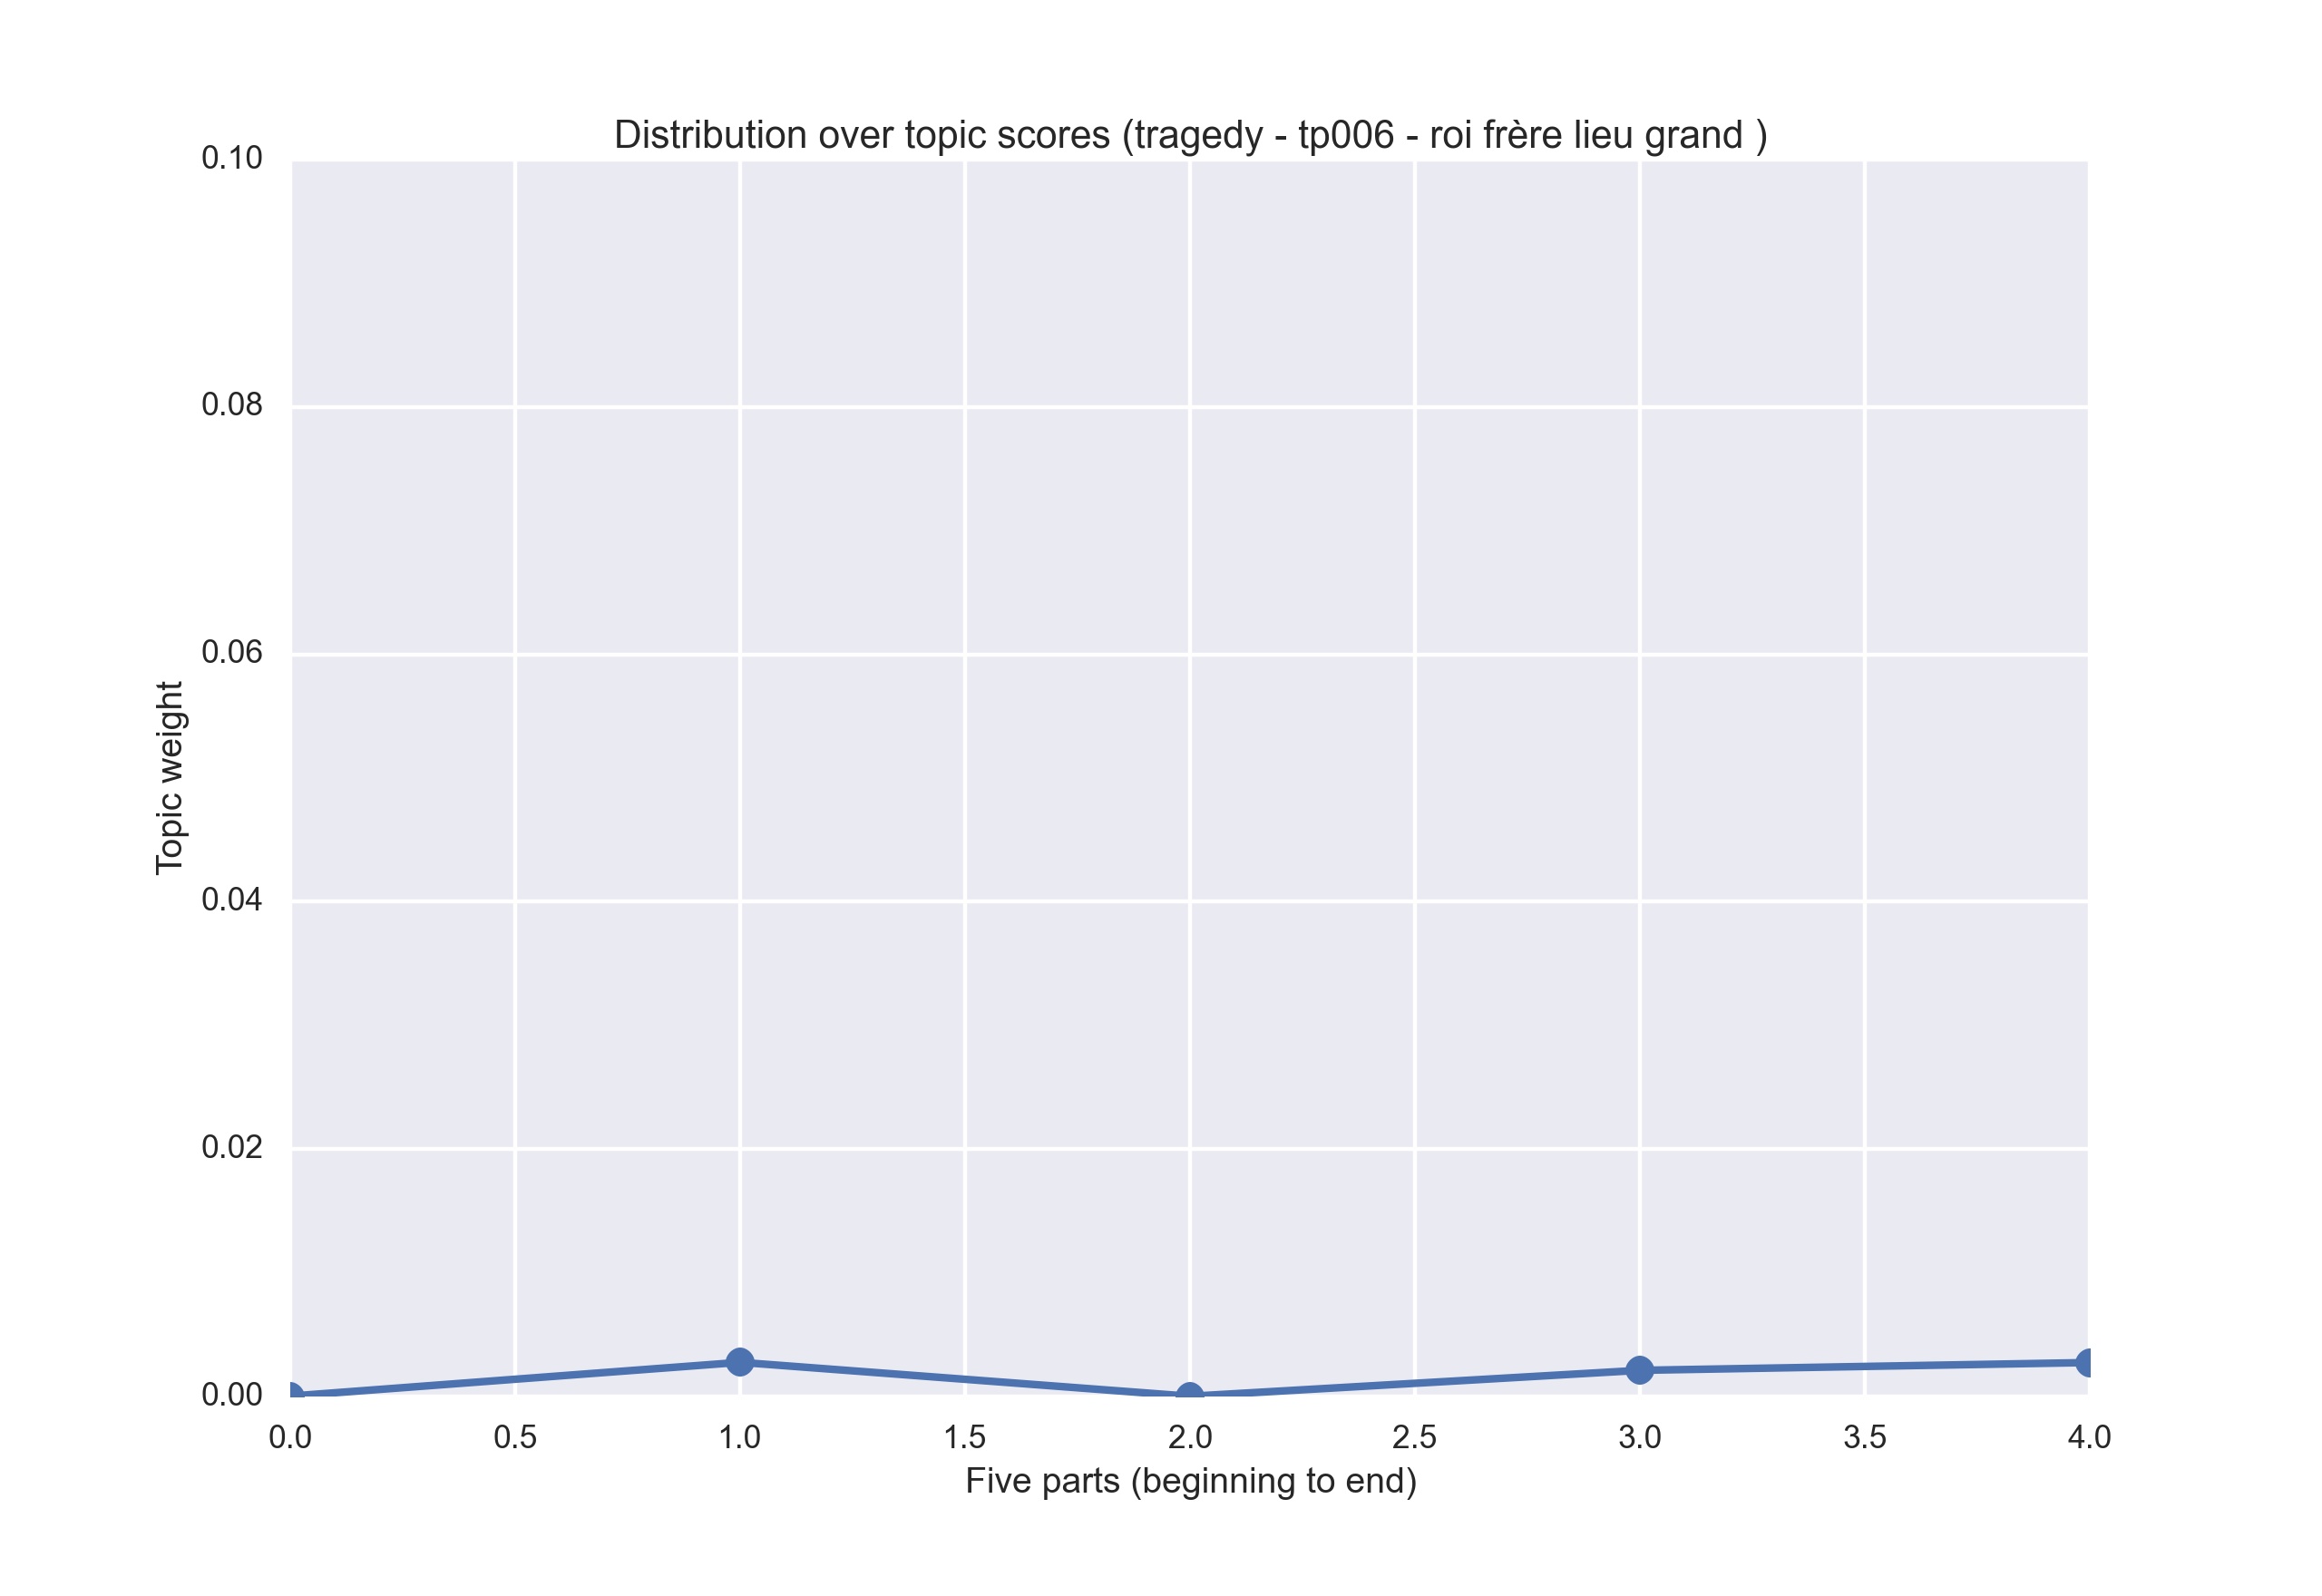 Distribution over topic scores (tragedy - tp006 - roi frère lieu grand )
0.10
0.08
0.06
0.04
0.02
0.00
Topic weight
0.0 0.5 1.0 1.5 2.0 2.5 3.0 3.5 4.0
Five parts (beginning to end)